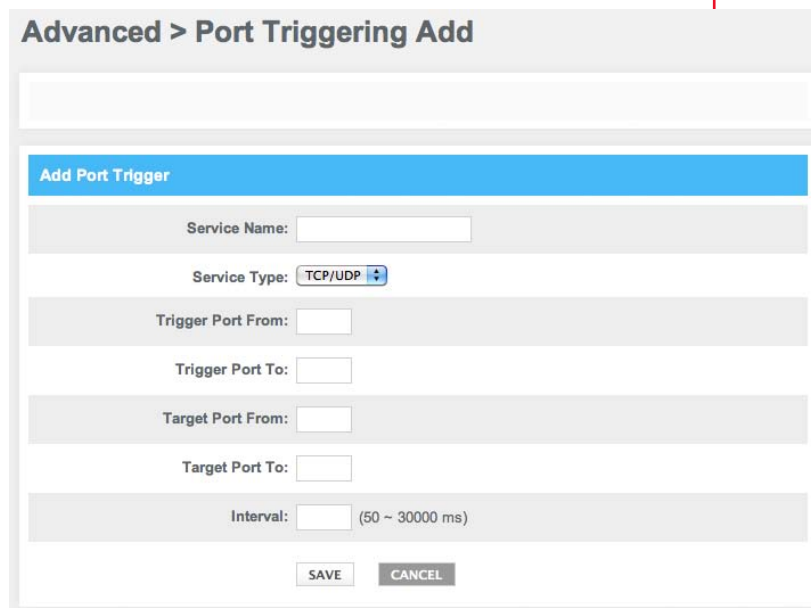 Advanced > Port Triggering Add
Add Port Trigger
Service Name:
Service Type: TCP/UDP
Trigger Port From:
Trigger Port To:
Target Port From:
Target Port To:
Interval: (50 ~ 30000 ms)
SAVE CANCEL